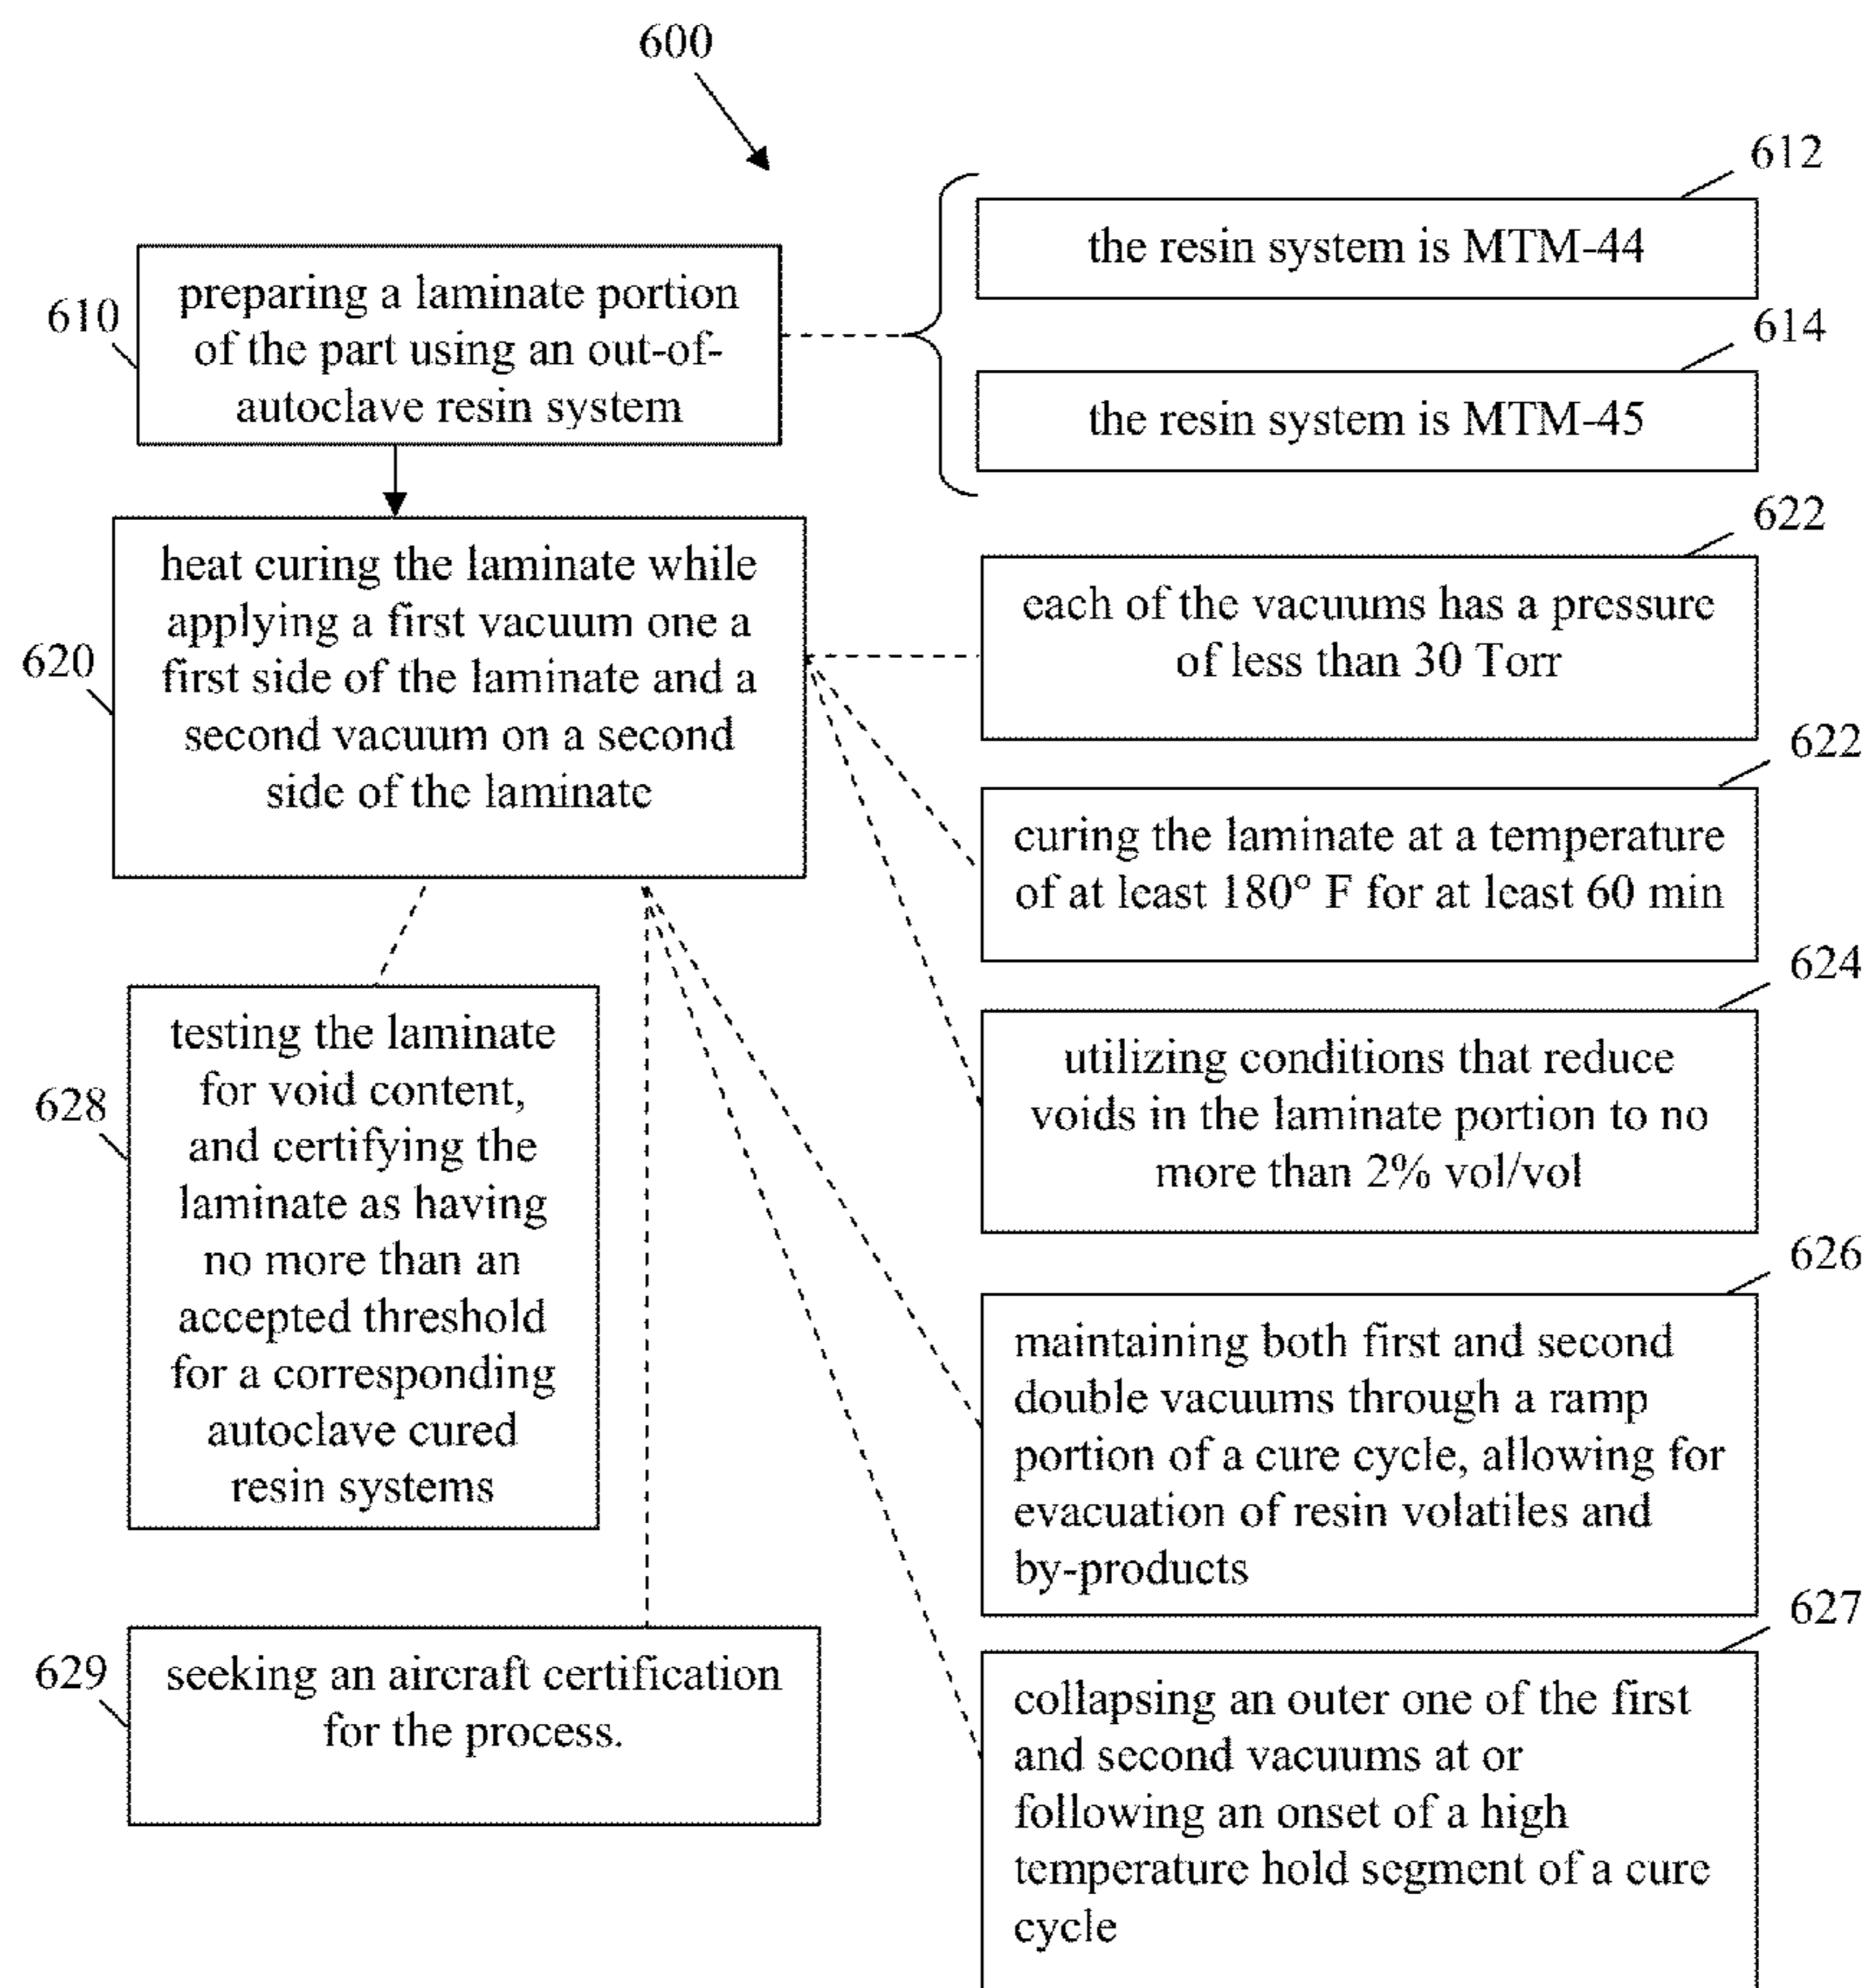 600
612
the resin system is MTM-44
610
preparing a laminate portion
of the part using an out-of-
autoclave resin system
614
the resin system is MTM-45
620
heat curing the laminate while
applying a first vacuum one a
first side of the laminate and a
second vacuum on a second
side of the laminate
622
each of the vacuums has a pressure
of less than 30 Torr
622
curing the laminate at a temperature
of at least 180° F for at least 60 min
624
utilizing conditions that reduce
voids in the laminate portion to no
more than 2% vol/vol
628
testing the laminate
for void content,
and certifying the
laminate as having
no more than an
accepted threshold
for a corresponding
autoclave cured
resin systems
626
maintaining both first and second
double vacuums through a ramp
portion of a cure cycle, allowing for
evacuation of resin volatiles and
by-products
629
seeking an aircraft certification
for the process.
627
collapsing an outer one of the first
and second vacuums at or
following an onset of a high
temperature hold segment of a cure
cycle